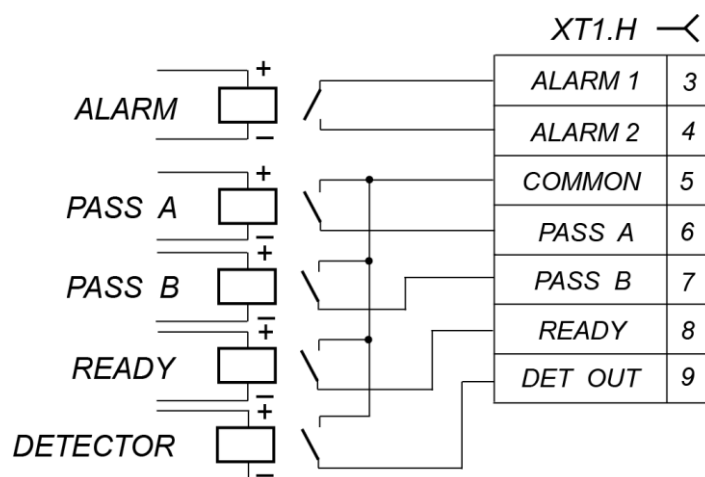 XT1.H
ALARM 1 3
ALARM + −
ALARM 2 4
COMMON 5
PASS A + −
PASS A 6
PASS B + −
PASS B 7
READY 8
READY + −
DET OUT 9
DETECTOR + −